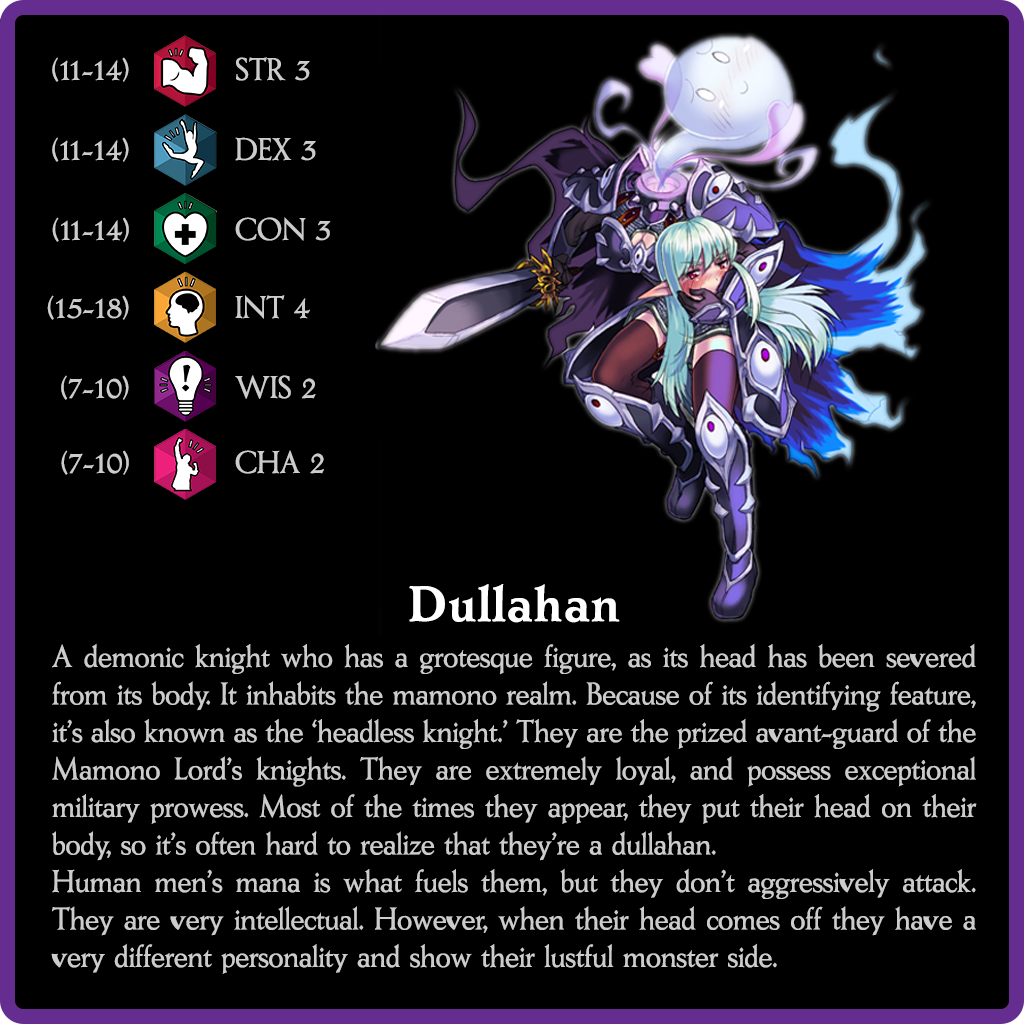 (11-14) STR 3
(11-14) DEX 3
(11-14) CON 3
(15-18) INT 4
(7-10) WIS 2
(7-10) CHA 2
Dullahan
A demonic knight who has a grotesque figure, as its head has been severed
from its body. It inhabits the mamono realm. Because of its identifying feature,
it's also known as the ‘headless knight.’ They are the prized avant-guard of the
Mamono Lord's knights. They are extremely loyal, and possess exceptional
military prowess. Most of the times they appear, they put their head on their
body, so it's often hard to realize that they're a dullahan.
Human men's mana is what fuels them, but they don't aggressively attack.
They are very intellectual. However, when their head comes off they have a
very different personality and show their lustful monster side.